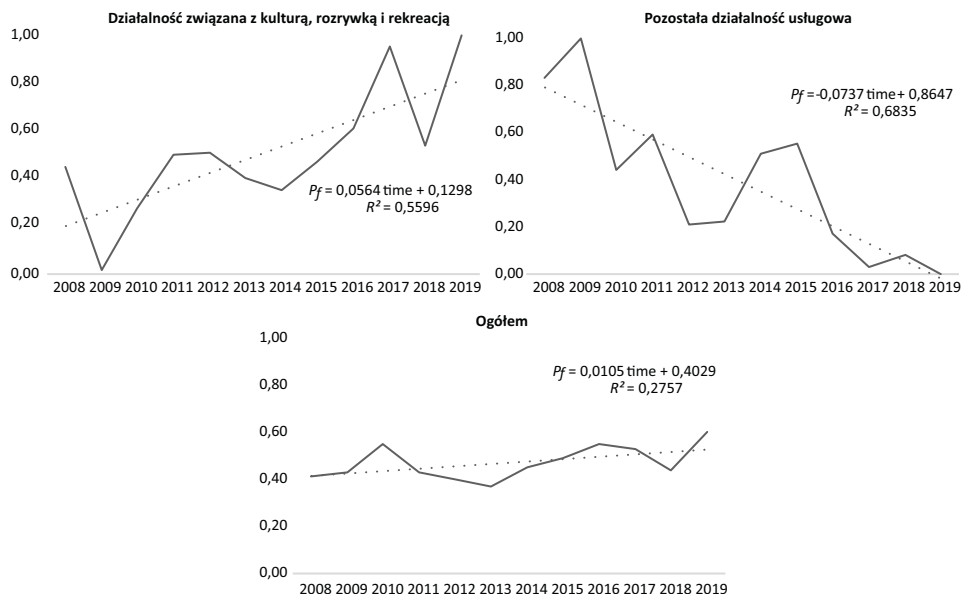 Działalność związana z kulturą, rozrywką i rekreacją
1,00
0,80
0,60
0,40
0,20
0,00
Pf = 0,0564 time + 0,1298
R² = 0,5596
2008 2009 2010 2011 2012 2013 2014 2015 2016 2017 2018 2019
Pozostała działalność usługowa
1,00
0,80
0,60
0,40
0,20
0,00
Pf =-0,0737 time + 0,8647
R² = 0,6835
2008 2009 2010 2011 2012 2013 2014 2015 2016 2017 2018 2019
Ogółem
1,00
0,80
0,60
0,40
0,20
0,00
Pf = 0,0105 time + 0,4029
R² = 0,2757
2008 2009 2010 2011 2012 2013 2014 2015 2016 2017 2018 2019